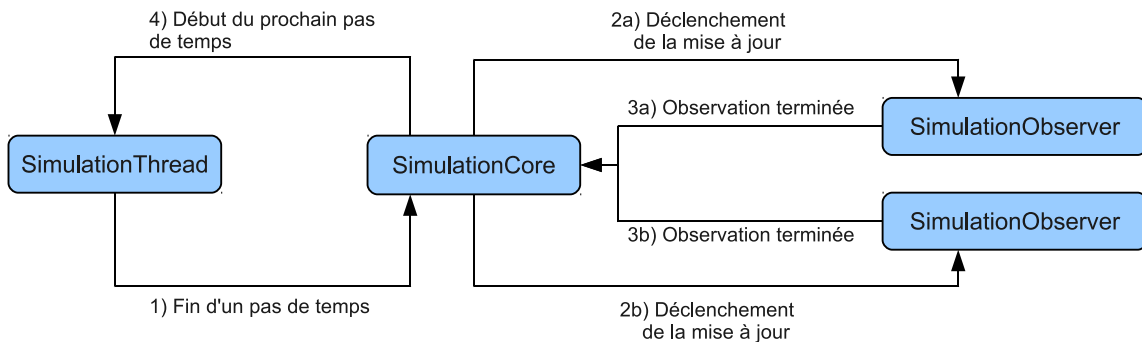 4) Début du prochain pas
de temps
2a) Déclenchement
de la mise à jour
3a) Observation terminée
SimulationObserver
SimulationThread
SimulationCore
SimulationObserver
3b) Observation terminée
1) Fin d'un pas de temps
2b) Déclenchement
de la mise à jour